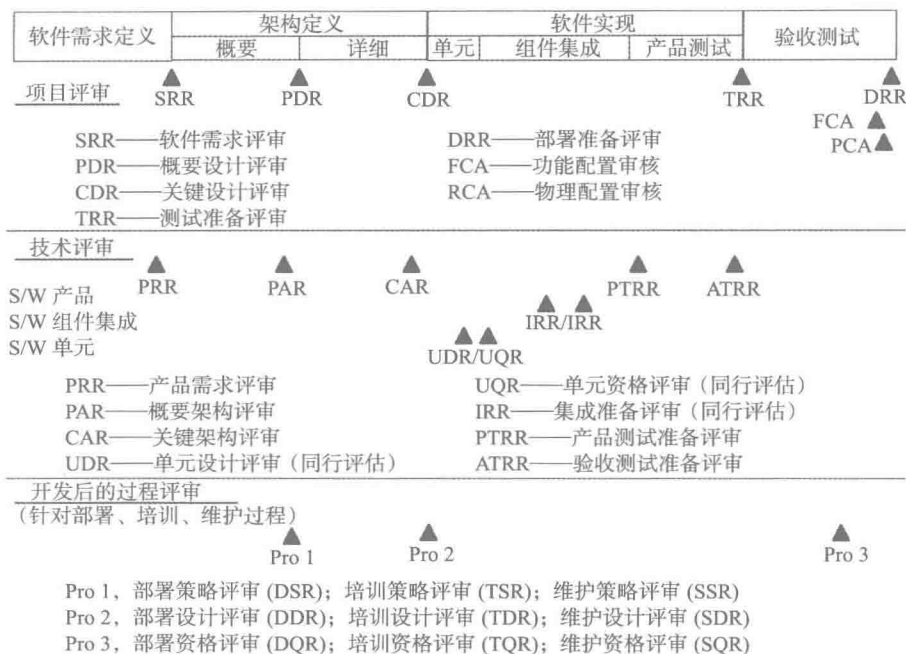 软件需求定义 架构定义 软件实现 验收测试
概要 详细 单元 组件集成 产品测试
项目评审 SRR PDR CDR TRR DRR
FCA
PCA
SRR——软件需求评审 DRR——部署准备评审
PDR——概要设计评审 FCA——功能配置审核
CDR——关键设计评审 RCA——物理配置审核
TRR——测试准备评审
技术评审
S/W 产品 PRR PAR CAR PTRR ATRR
S/W 组件集成 IRR/IRR
S/W 单元 UDR/UQR
PRR——产品需求评审 UQR——单元资格评审（同行评估）
PAR——概要架构评审 IRR——集成准备评审（同行评估）
CAR——关键架构评审 PTRR——产品测试准备评审
UDR——单元设计评审（同行评估） ATRR——验收测试准备评审
开发后的过程评审
（针对部署、培训、维护过程）
Pro 1 Pro 2 Pro 3
Pro 1，部署策略评审 (DSR)；培训策略评审 (TSR)；维护策略评审 (SSR)
Pro 2，部署设计评审 (DDR)；培训设计评审 (TDR)；维护设计评审 (SDR)
Pro 3，部署资格评审 (DQR)；培训资格评审 (TQR)；维护资格评审 (SQR)